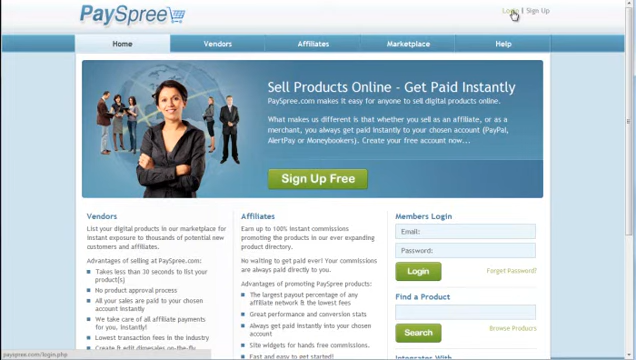 PaySpree
Login | Sign Up
Home Vendors Affiliates Marketplace Help
Sell Products Online - Get Paid Instantly
PaySpree.com makes it easy for anyone to sell digital products online.
What makes us different is that whether you sell as an affiliate, or as a
merchant, you always get paid instantly to your chosen account (PayPal,
AlertPay or Moneybookers). Create your free account now...
Sign Up Free
Vendors
List your digital products in our marketplace for
instant exposure to thousands of potential new
customers and affiliates.
Advantages of selling at PaySpree.com:
Takes less than 30 seconds to list your
product(s)
No product approval process
All your sales are paid to your chosen
account instantly
We take care of all affiliate payments
for you, instantly!
Lowest transaction fees in the industry
Create & edit dimesales on-the-fly
Affiliates
Earn up to 100% instant commissions
promoting the products in our ever expanding
product directory.
No waiting to get paid ever! Your commissions
are always paid directly to you.
Advantages of promoting PaySpree products:
The largest payout percentage of any
affiliate network & the lowest fees
Great performance and conversion stats
Always get paid instantly to your chosen
account
Site widgets for hands free commissions.
Fast and easy to get started!
Members Login
Email:
Password:
Login Forget Password?
Find a Product
Search Browse Products
Integrates With
payspree.com/login.php